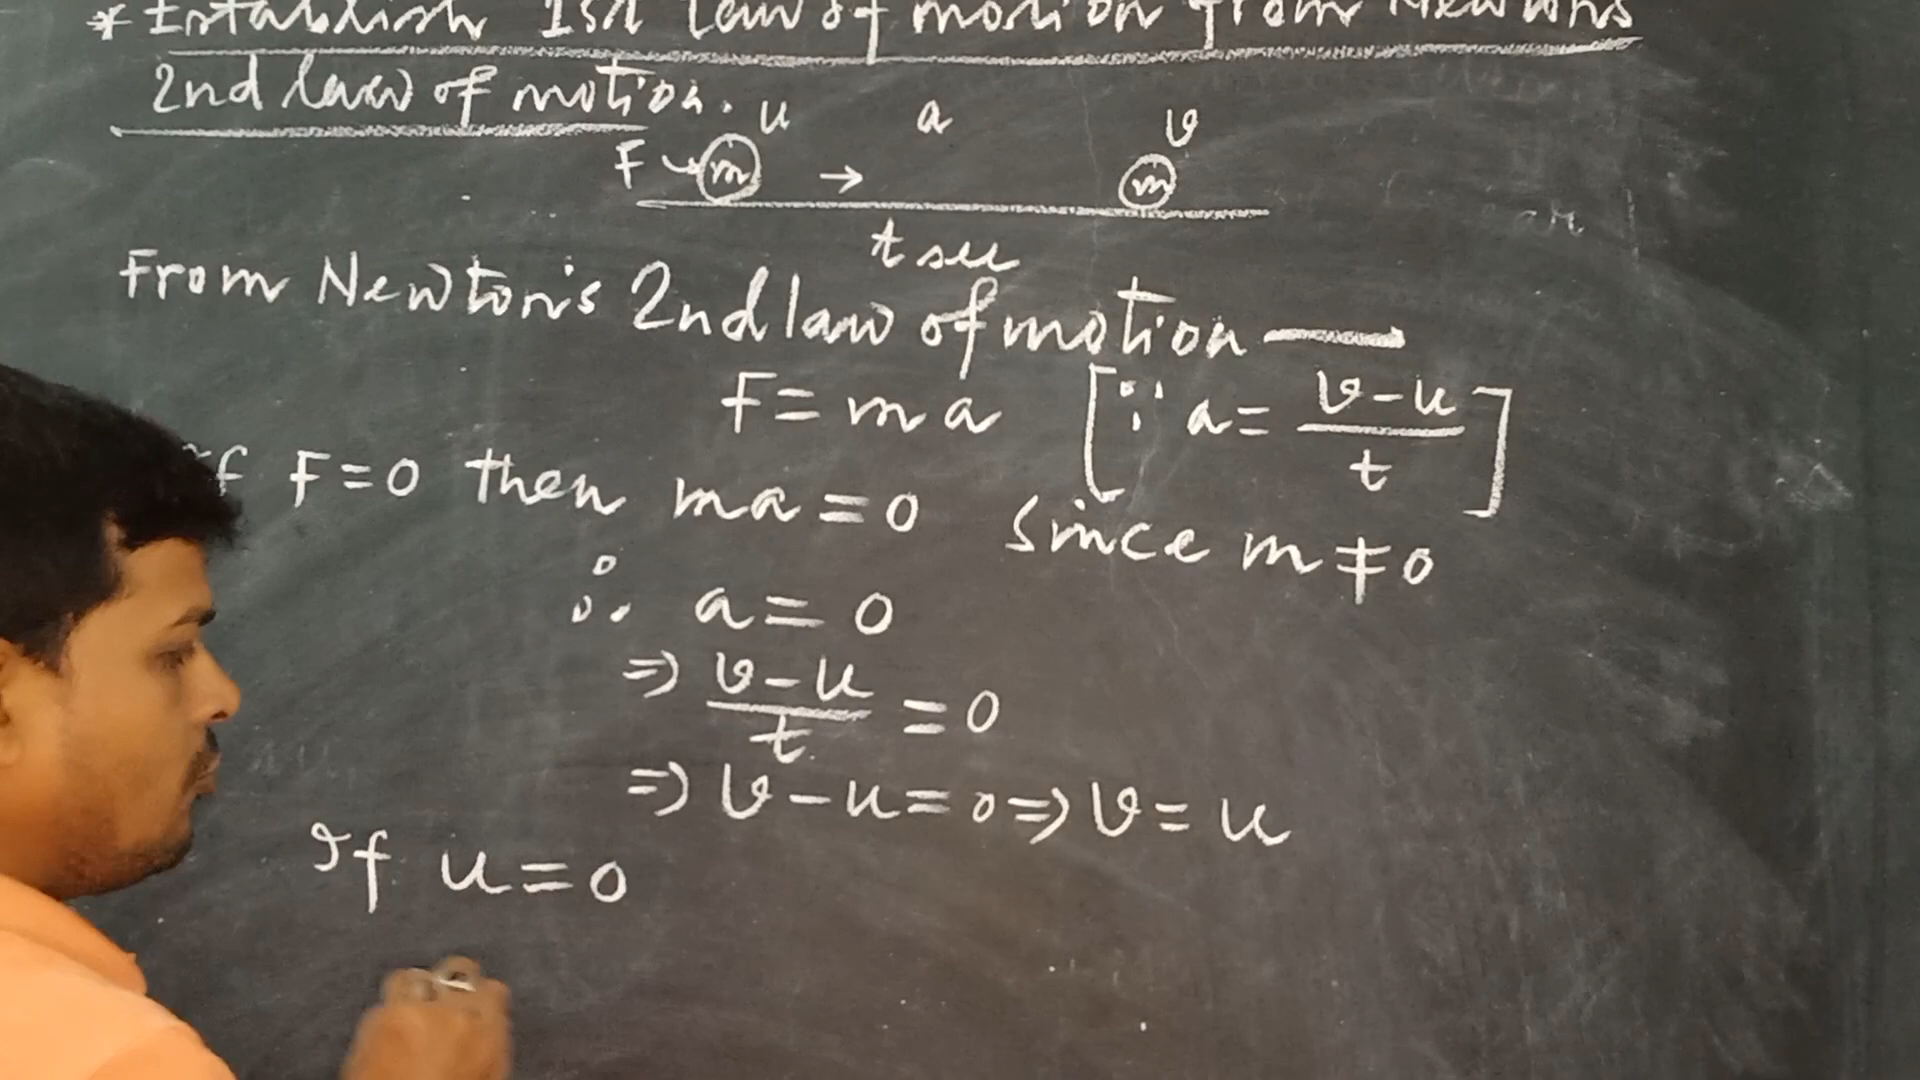 * Establish 1st law of motion from Newtons
2nd law of motion.
u a v
F → m → m
t sec
From Newton's 2nd law of motion —
F = ma [∵ a = (v-u)/t]
If F=0 then ma = 0 since m ≠ 0
∴ a = 0
⇒ (v-u)/t = 0
⇒ v-u=0 ⇒ v = u
If u = 0